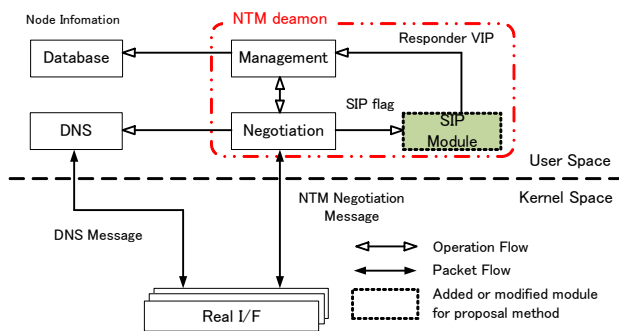 Node Infomation
NTM deamon
Responder VIP
Database
Management
SIP flag
DNS
Negotiation
SIP
Module
User Space
Kernel Space
NTM Negotiation
Message
DNS Message
Operation Flow
Packet Flow
Added or modified module
for proposal method
Real I/F